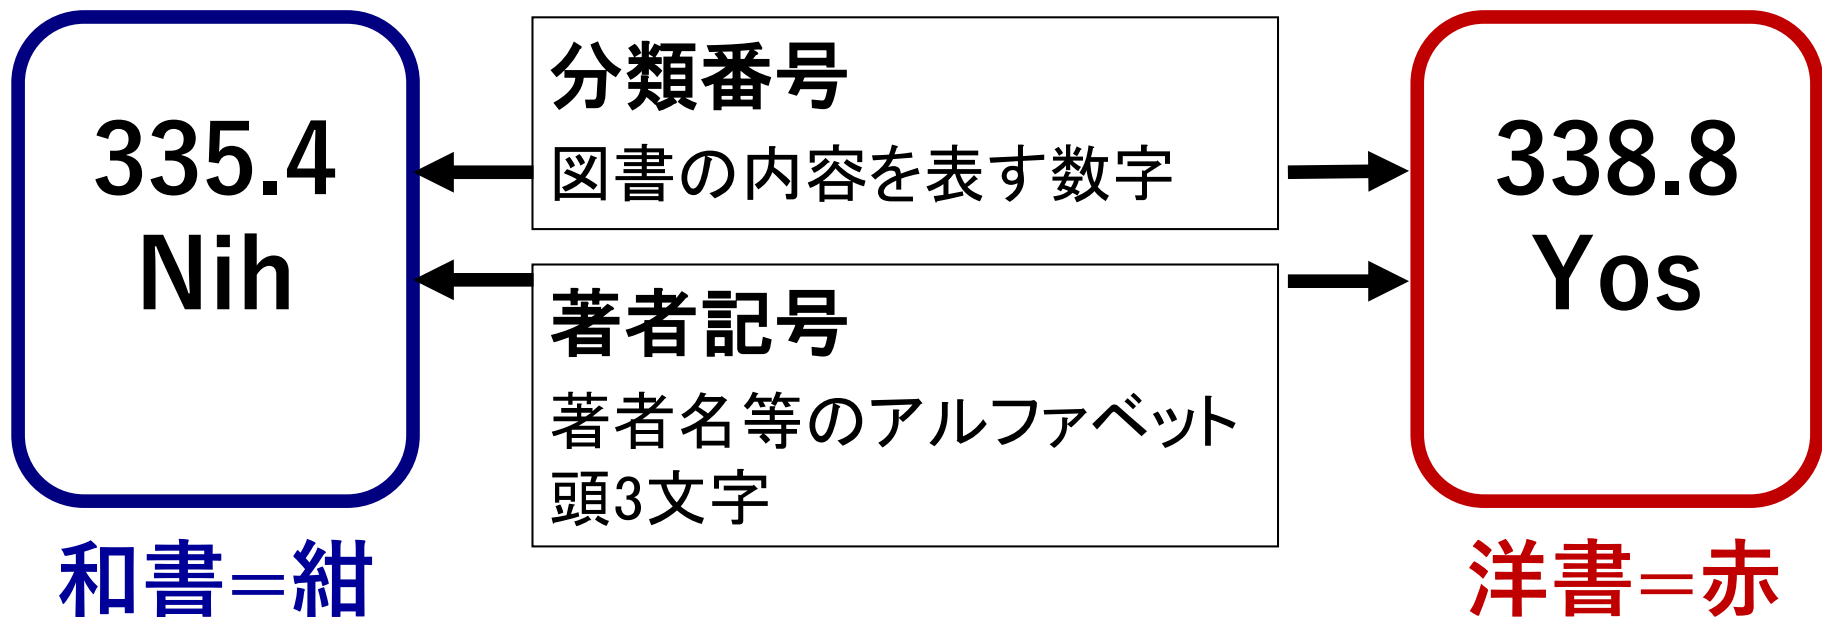 335.4
Nih
和書=紺
分類番号
図書の内容を表す数字
著者記号
著者名等のアルファベット
頭3文字
338.8
Yos
洋書=赤